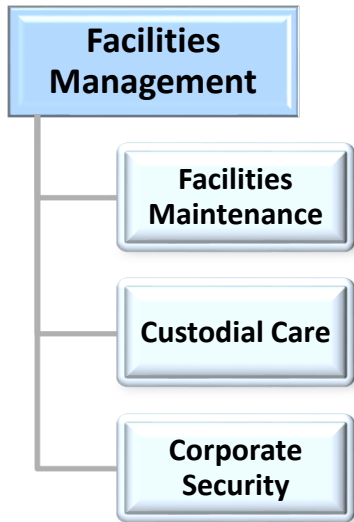 Facilities
Management
Facilities
Maintenance
Custodial Care
Corporate
Security